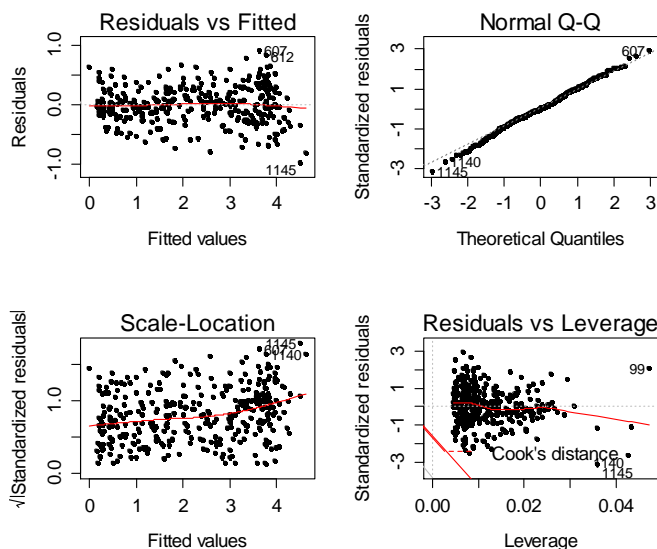 Residuals vs Fitted
Residuals
-1.0 0.0 1.0
607
612
1145
0 1 2 3 4
Fitted values
Normal Q-Q
Standardized residuals
-3 -1 1 3
607
1140
1145
-3 -2 -1 0 1 2 3
Theoretical Quantiles
Scale-Location
√|Standardized residuals|
0.0 1.0
1145
607
1140
0 1 2 3 4
Fitted values
Residuals vs Leverage
Standardized residuals
-3 -1 1 3
99
Cook's distance
1140
1145
0.00 0.02 0.04
Leverage